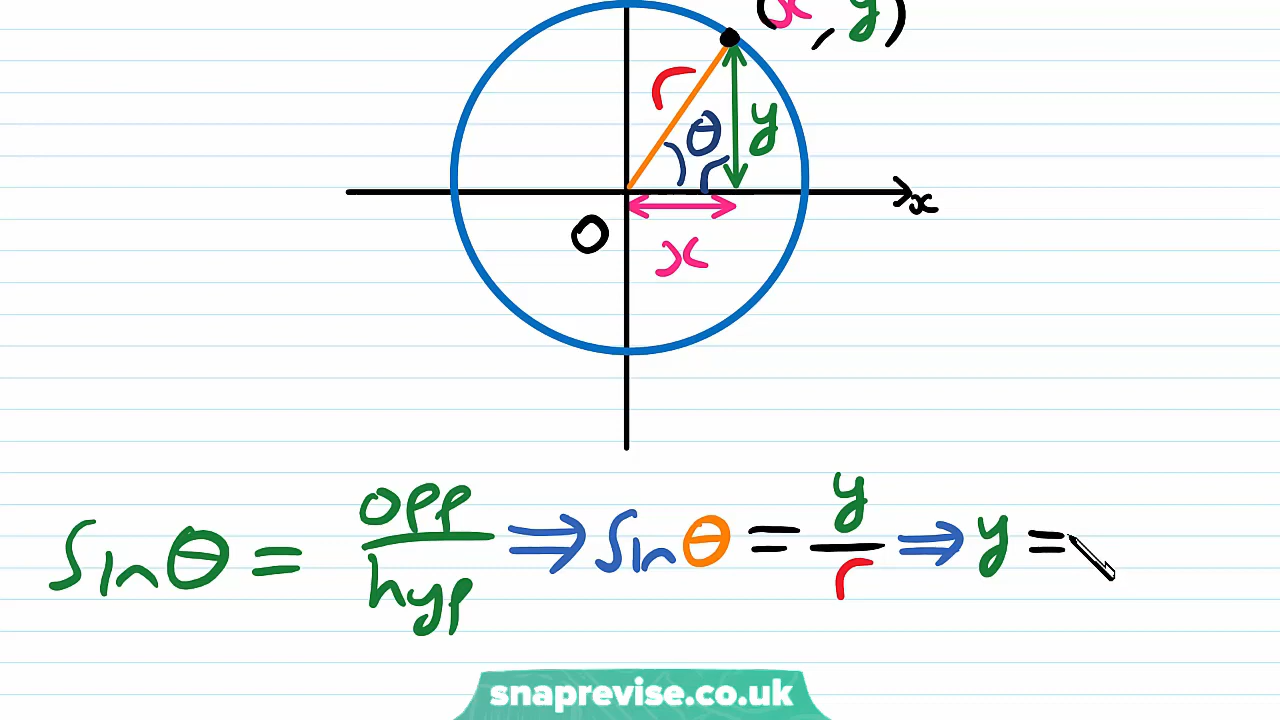 (x, y)
r
θ
y
x
O
x
sinθ = opp/hyp ⇒ sinθ = y/r ⇒ y =
snaprevise.co.uk